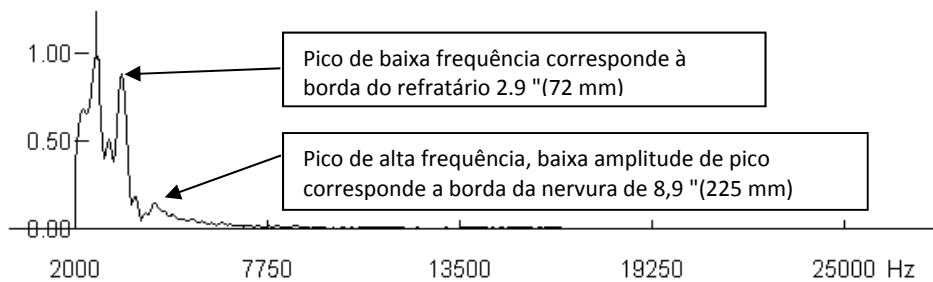 1.00
Pico de baixa frequência corresponde à
borda do refratário 2.9 "(72 mm)
0.50
Pico de alta frequência, baixa amplitude de pico
corresponde a borda da nervura de 8,9 "(225 mm)
0.00
2000 7750 13500 19250 25000 Hz